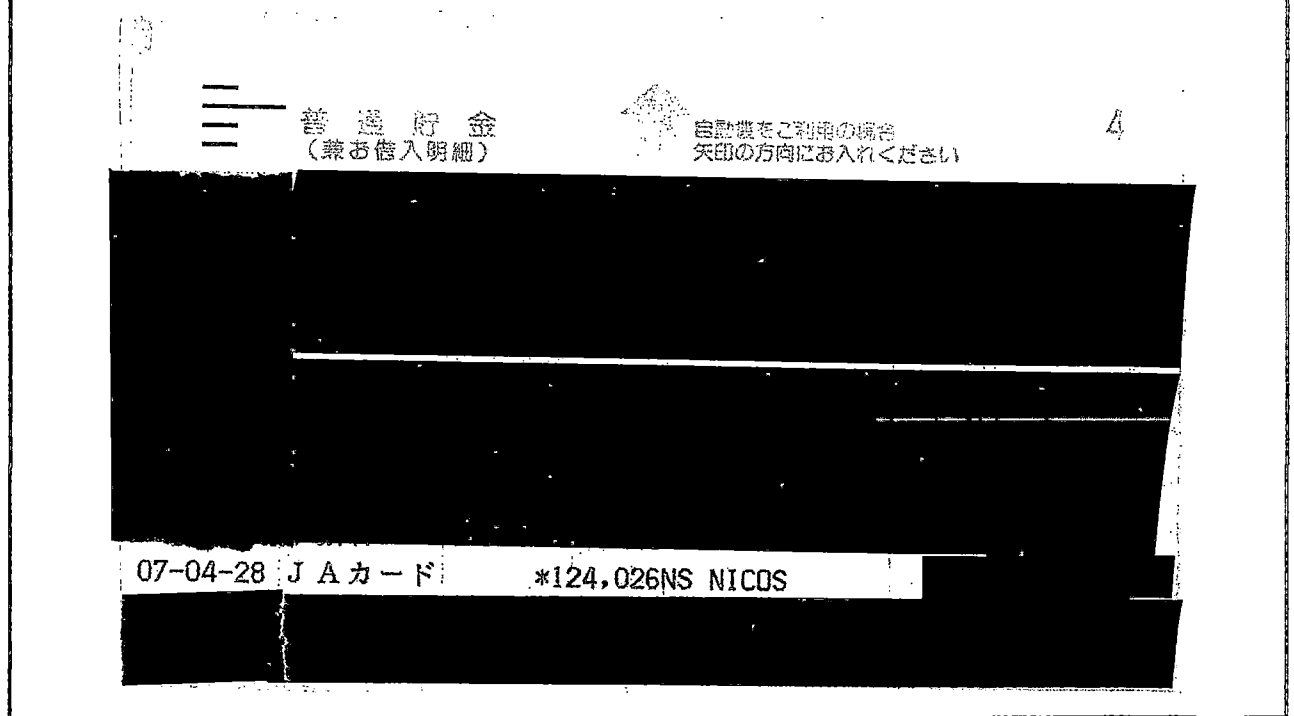 普通貯金
(兼お借入明細)
自動機をご利用の場合
矢印の方向にお入れください
4
07-04-28 JAカード *124,026NS NICOS